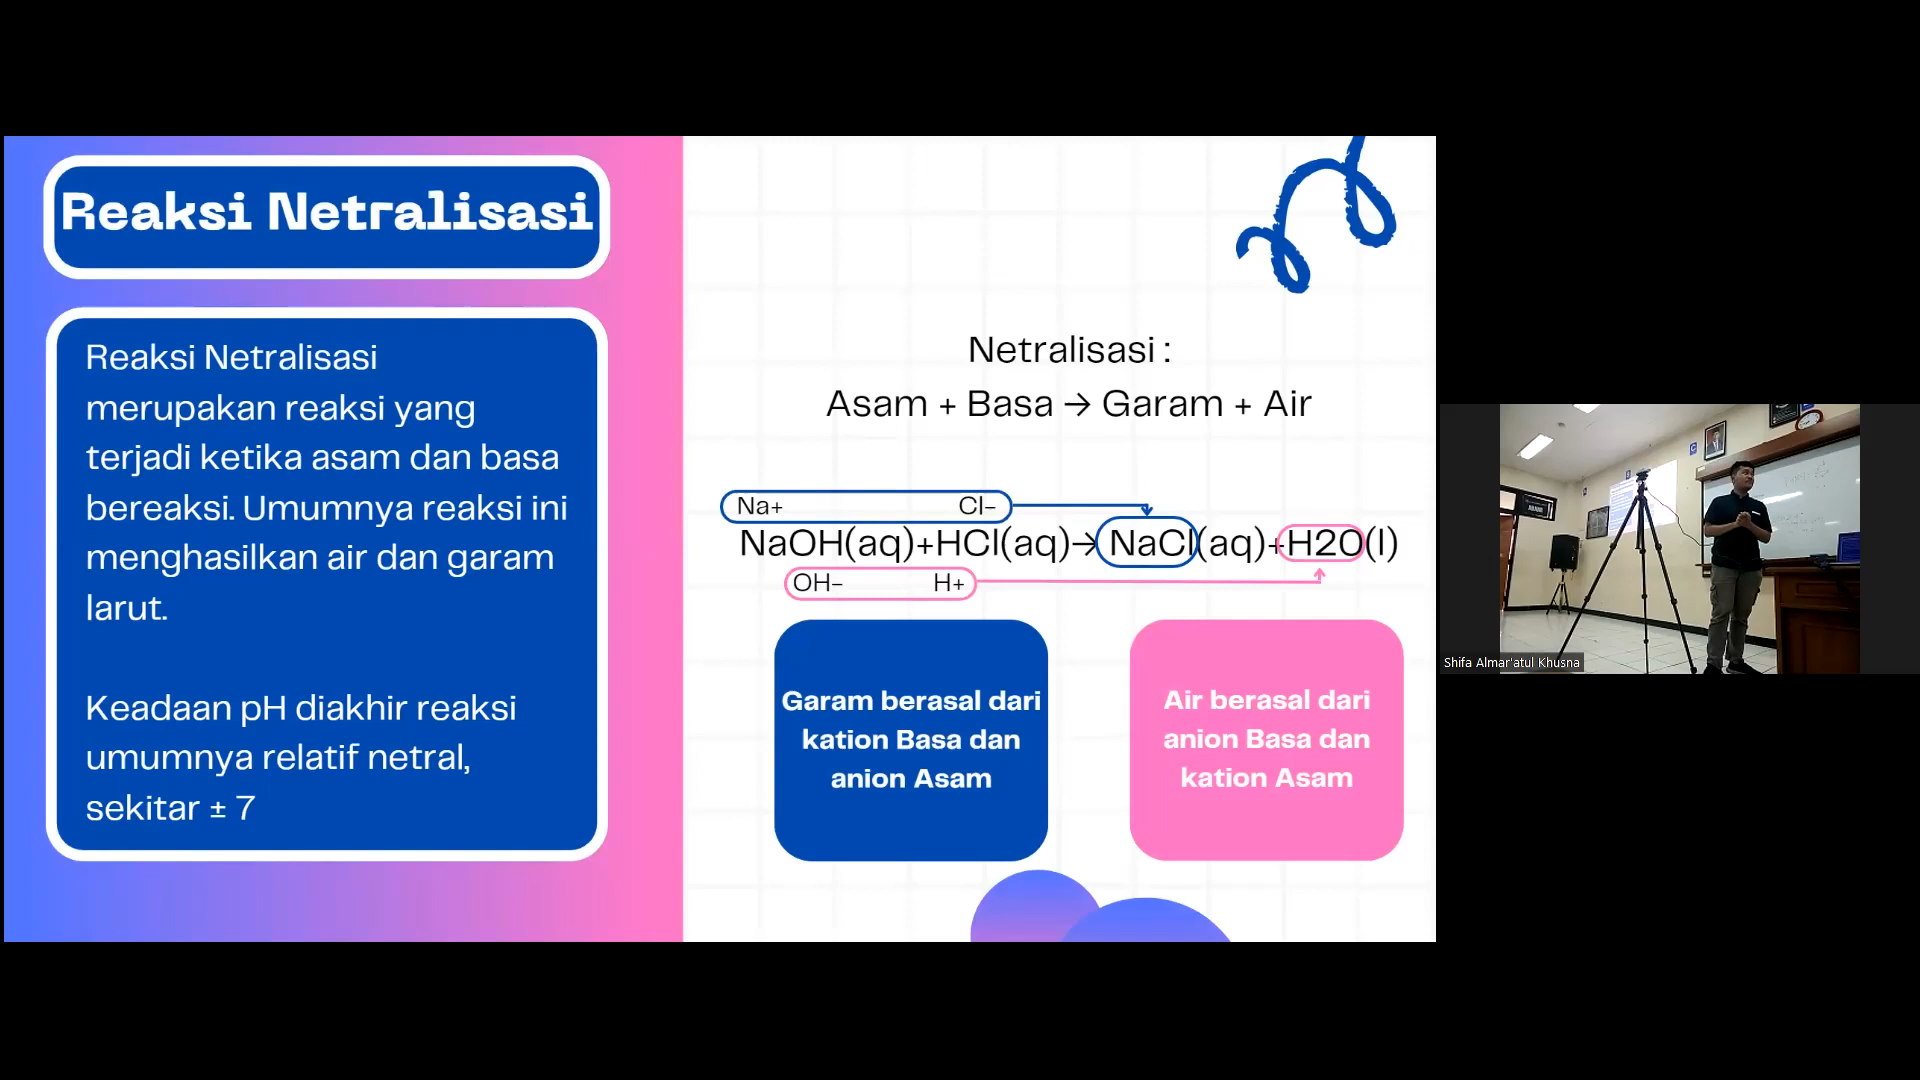 Reaksi Netralisasi
Reaksi Netralisasi
merupakan reaksi yang
terjadi ketika asam dan basa
bereaksi. Umumnya reaksi ini
menghasilkan air dan garam
larut.
Keadaan pH diakhir reaksi
umumnya relatif netral,
sekitar ± 7
Netralisasi :
Asam + Basa → Garam + Air
Na+ Cl-
NaOH(aq)+HCl(aq)→ NaCl(aq)+H2O(l)
OH- H+
Garam berasal dari
kation Basa dan
anion Asam
Air berasal dari
anion Basa dan
kation Asam
Shifa Almar'atul Khusna